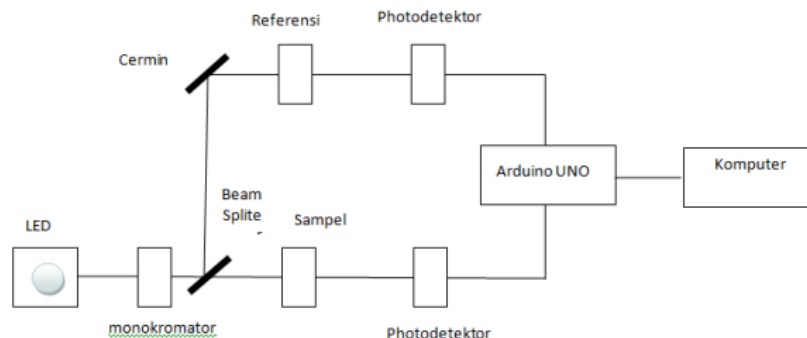 Referensi
Photodetektor
Cermin
Arduino UNO
Komputer
Beam
Splite
r
Sampel
LED
monokromator
Photodetektor